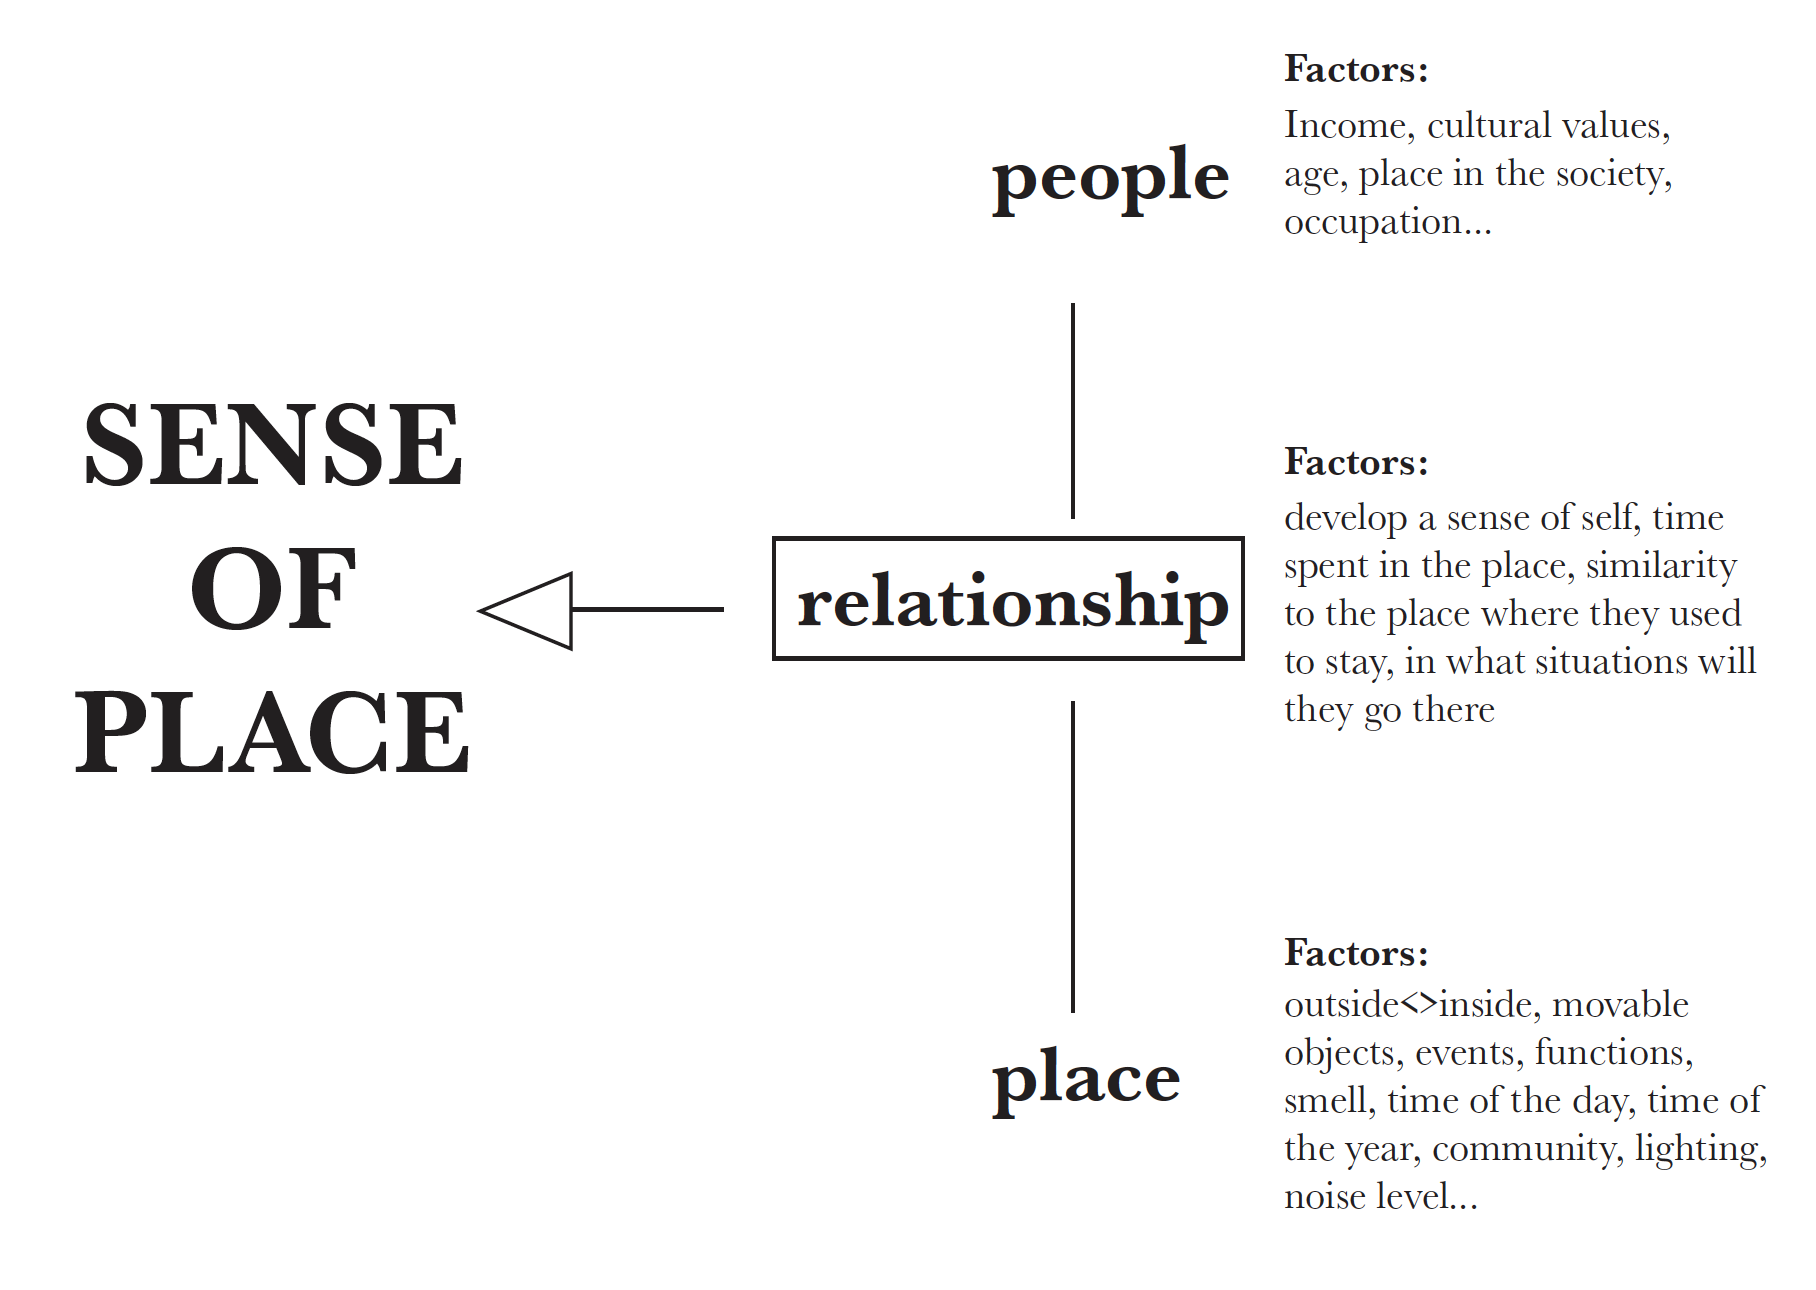 SENSE
OF
PLACE
people
Factors:
Income, cultural values,
age, place in the society,
occupation...
relationship
Factors:
develop a sense of self, time
spent in the place, similarity
to the place where they used
to stay, in what situations will
they go there
place
Factors:
outside<>inside, movable
objects, events, functions,
smell, time of the day, time of
the year, community, lighting,
noise level...